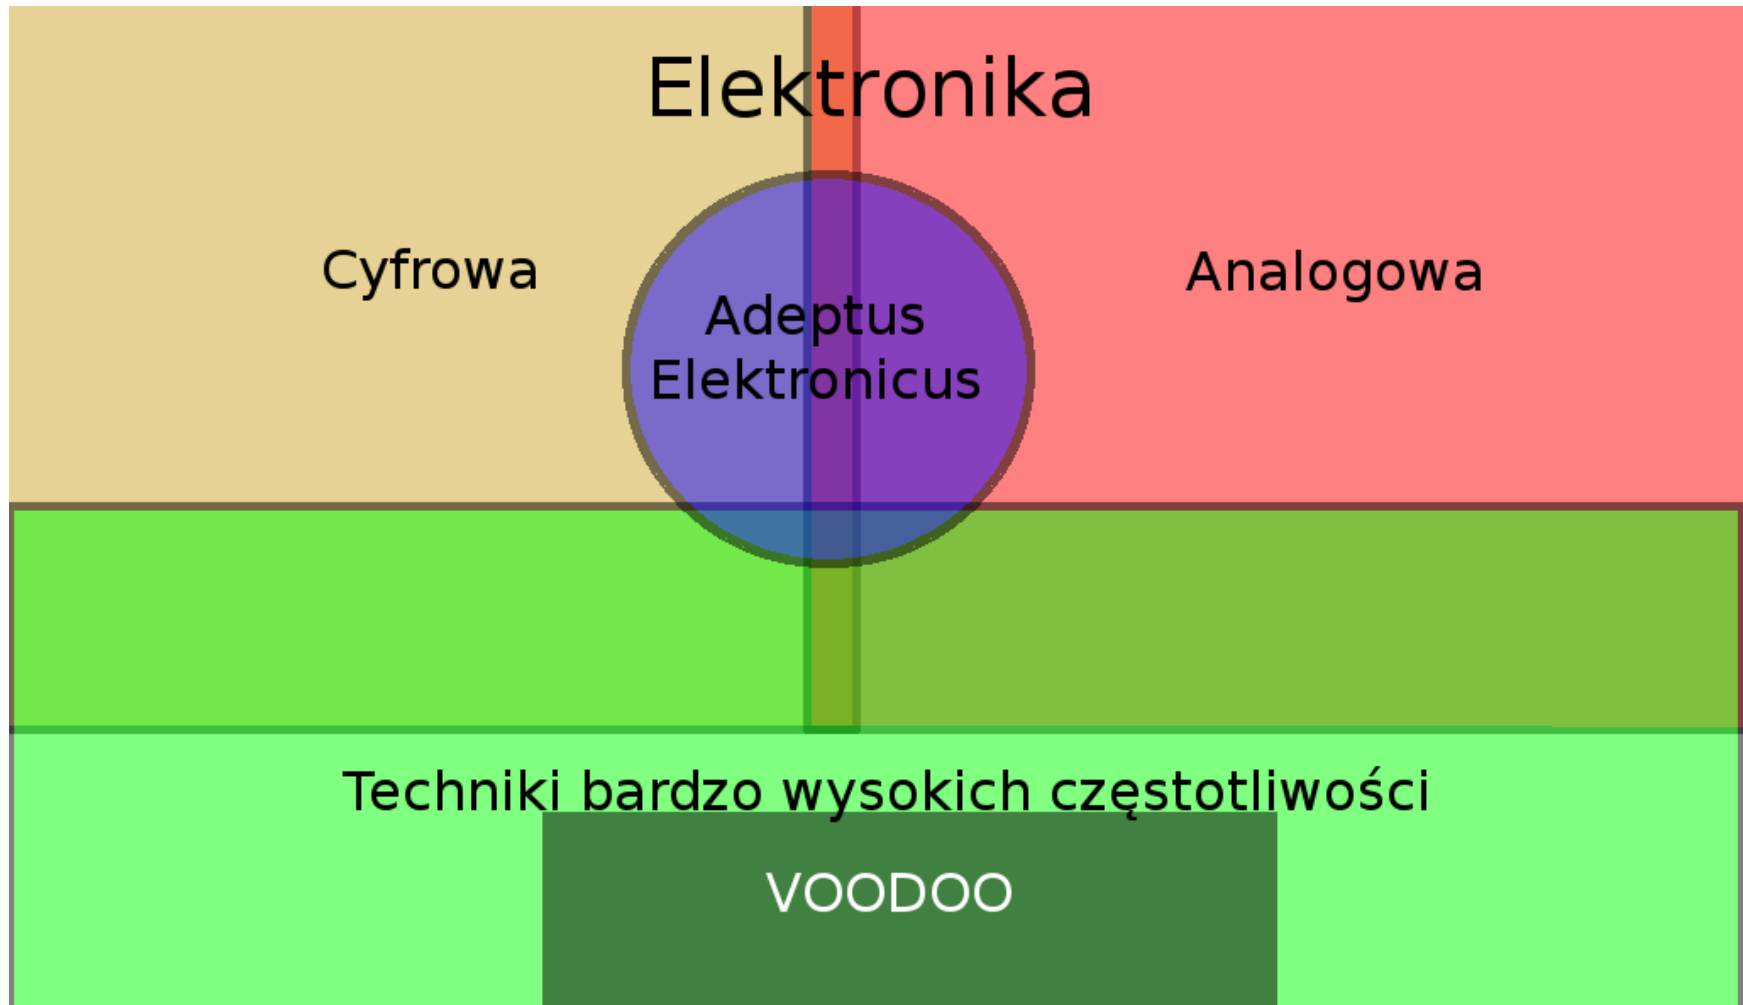 Elektronika
Cyfrowa
Analogowa
Adeptus
Elektronicus
Techniki bardzo wysokich częstotliwości
VOODOO